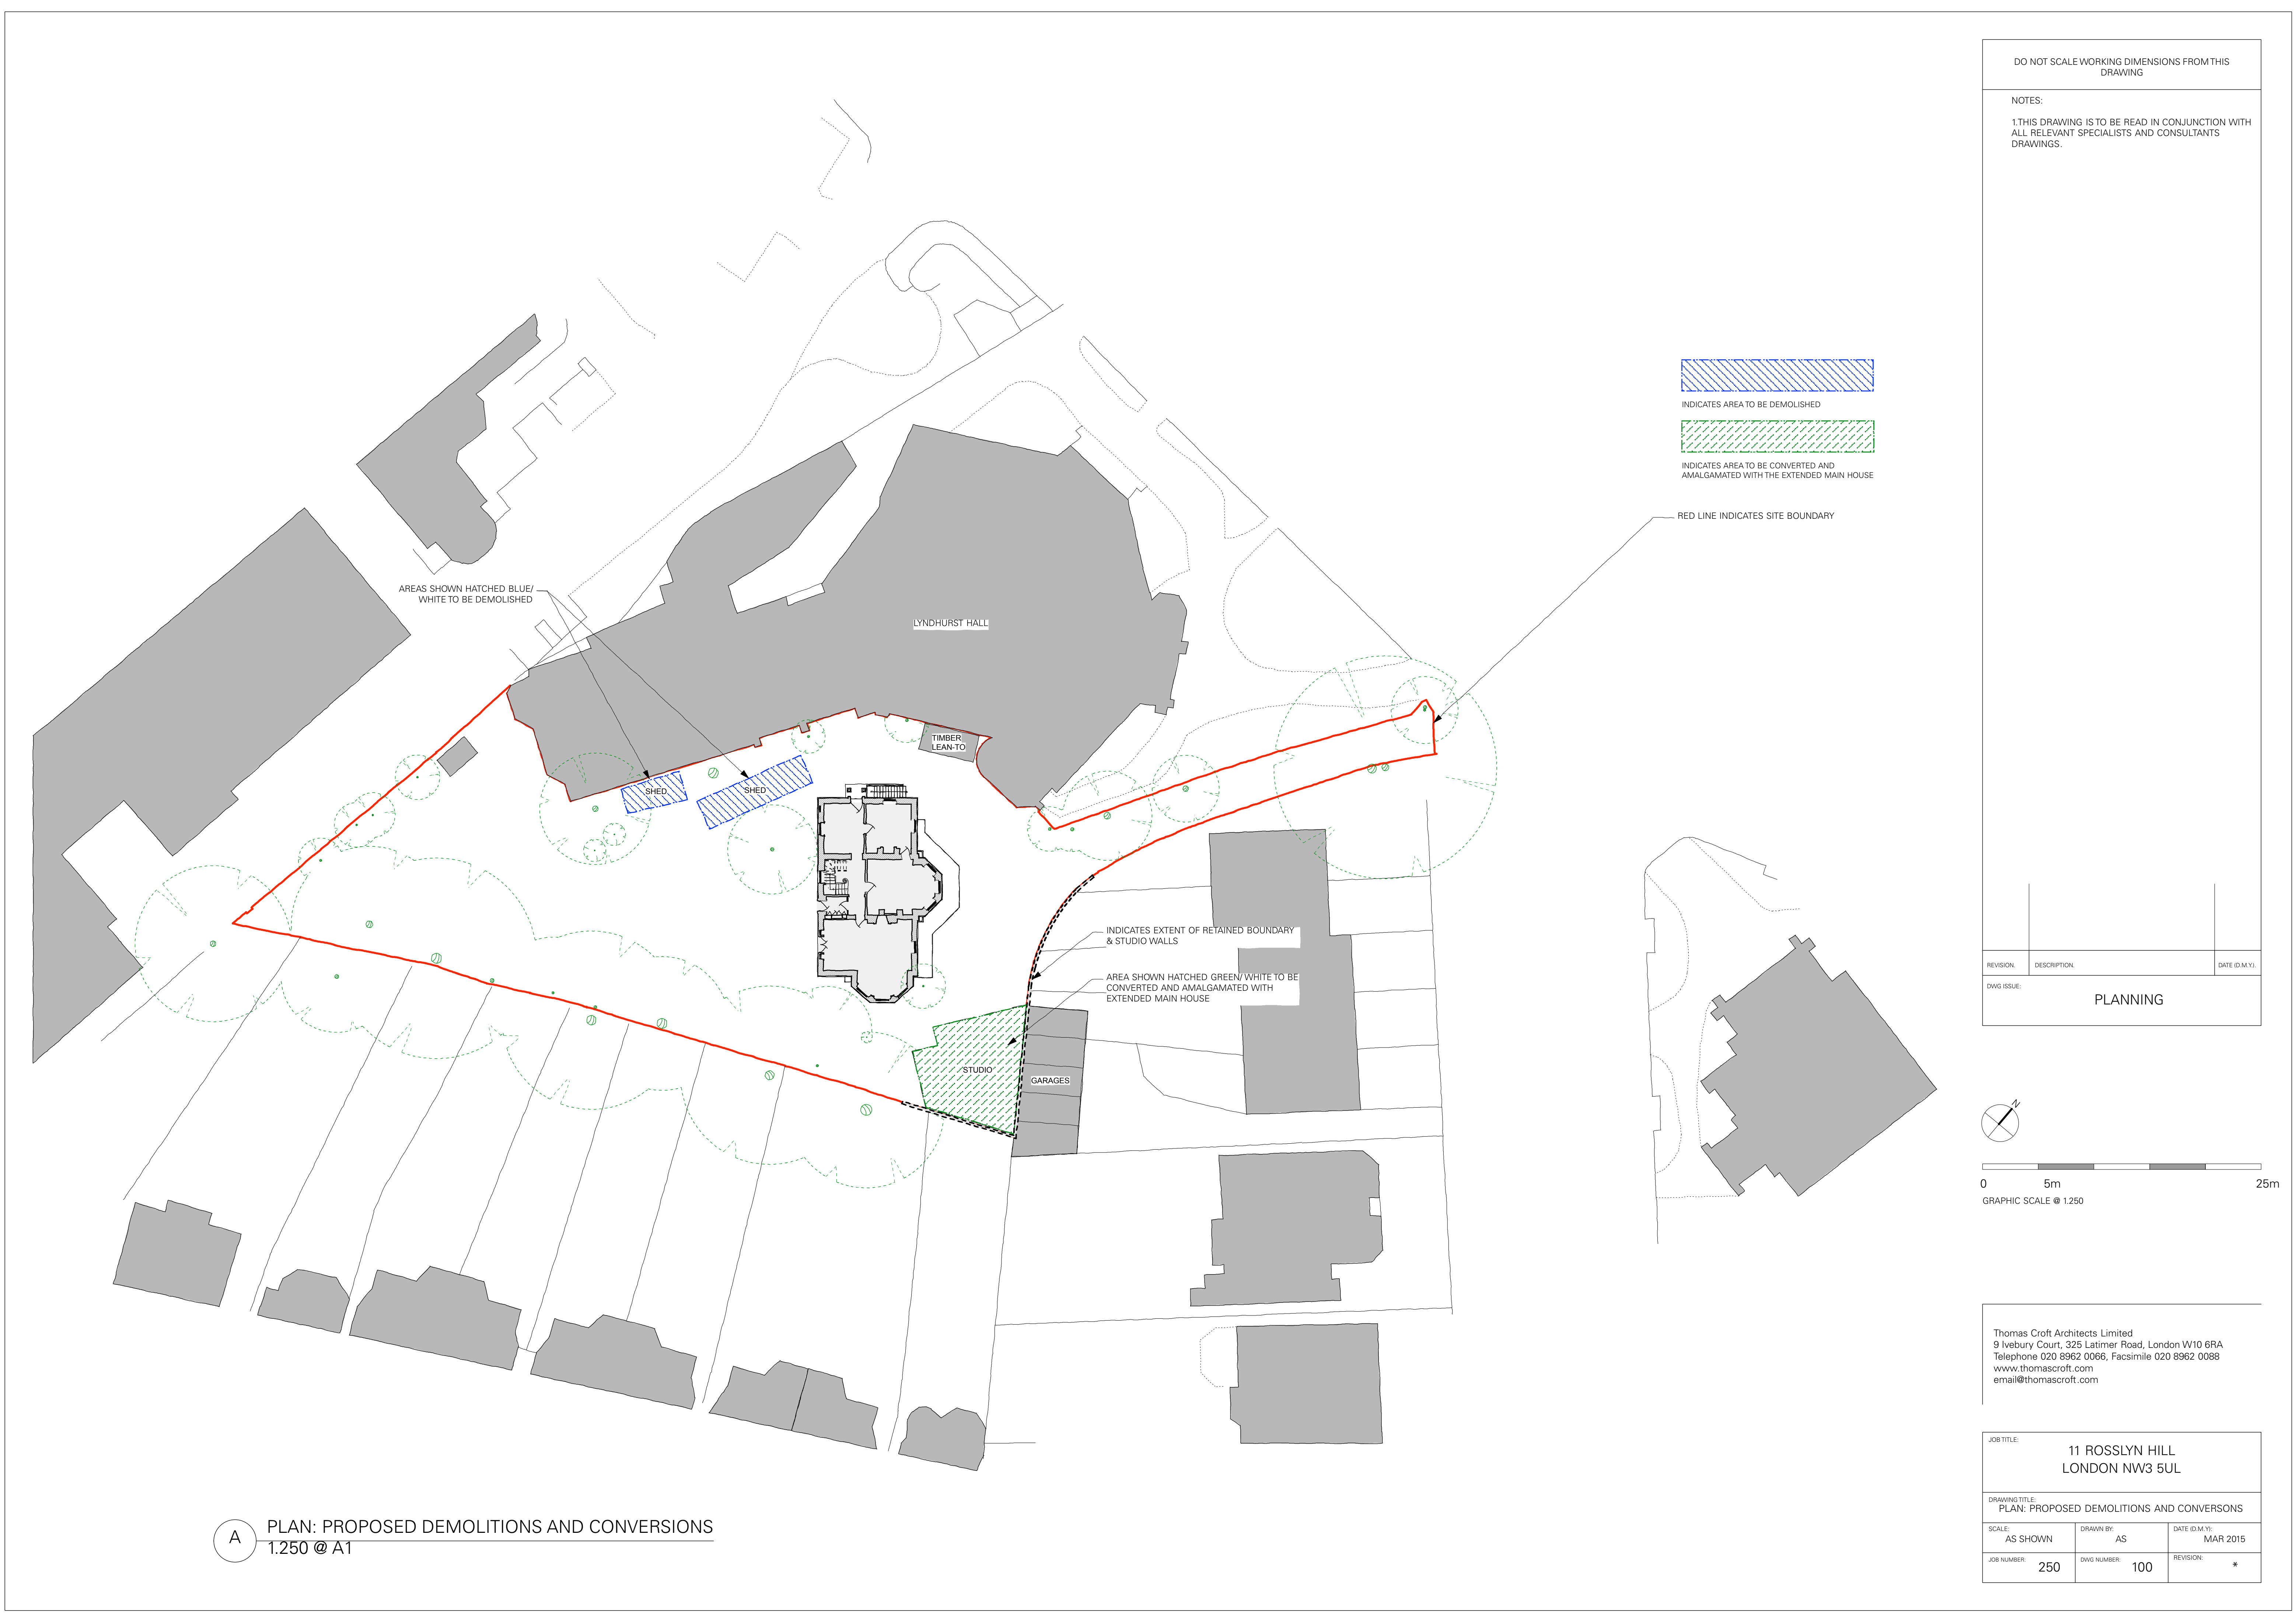 DO NOT SCALE WORKING DIMENSIONS FROM THIS
DRAWING
NOTES:
1.THIS DRAWING IS TO BE READ IN CONJUNCTION WITH
ALL RELEVANT SPECIALISTS AND CONSULTANTS
DRAWINGS.
INDICATES AREA TO BE DEMOLISHED
INDICATES AREA TO BE CONVERTED AND
AMALGAMATED WITH THE EXTENDED MAIN HOUSE
RED LINE INDICATES SITE BOUNDARY
AREAS SHOWN HATCHED BLUE/
WHITE TO BE DEMOLISHED
LYNDHURST HALL
TIMBER
LEAN-TO
SHED
SHED
INDICATES EXTENT OF RETAINED BOUNDARY
& STUDIO WALLS
AREA SHOWN HATCHED GREEN/ WHITE TO BE
CONVERTED AND AMALGAMATED WITH
EXTENDED MAIN HOUSE
STUDIO
GARAGES
REVISION.
DESCRIPTION.
DATE (D.M.Y.).
DWG ISSUE:
PLANNING
N
0
5m
25m
GRAPHIC SCALE @ 1.250
Thomas Croft Architects Limited
9 Ivebury Court, 325 Latimer Road, London W10 6RA
Telephone 020 8962 0066, Facsimile 020 8962 0088
www.thomascroft.com
email@thomascroft.com
JOB TITLE:
11 ROSSLYN HILL
LONDON NW3 5UL
DRAWING TITLE:
PLAN: PROPOSED DEMOLITIONS AND CONVERSONS
SCALE:
AS SHOWN
DRAWN BY:
AS
DATE (D.M.Y):
MAR 2015
JOB NUMBER:
250
DWG NUMBER:
100
REVISION:
*
A
PLAN: PROPOSED DEMOLITIONS AND CONVERSIONS
1.250 @ A1